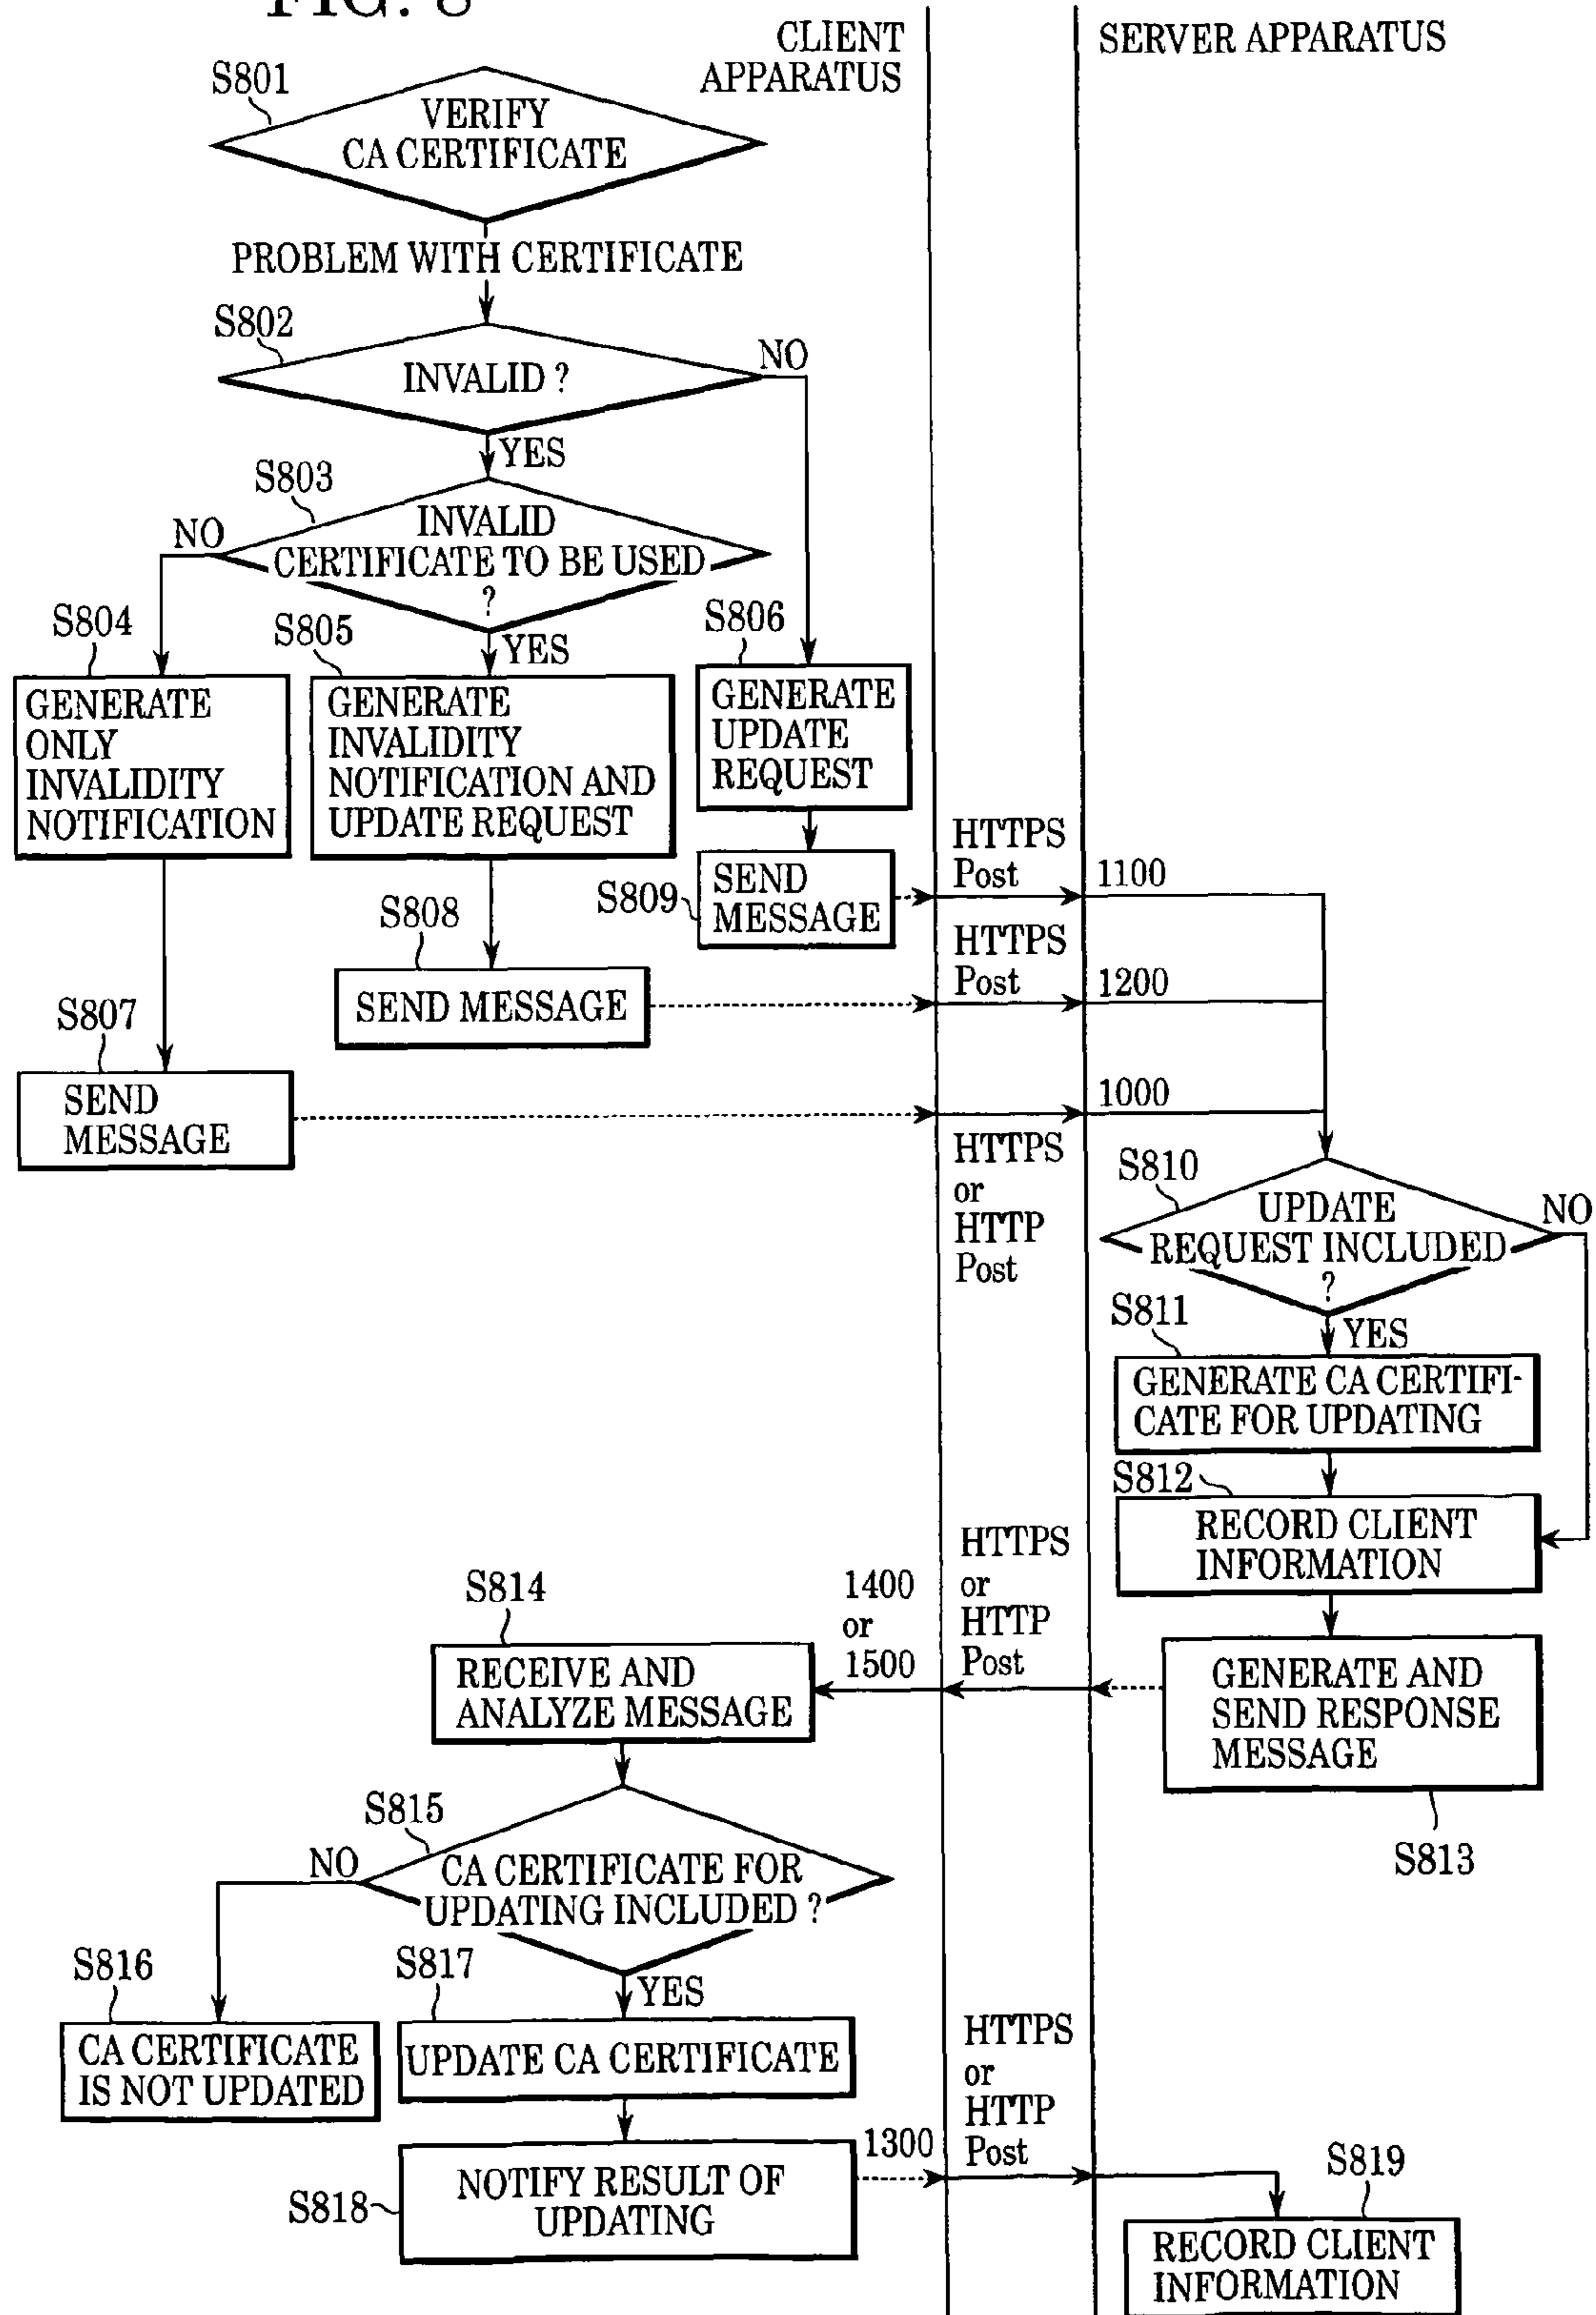 FIG. 8
CLIENT
APPARATUS
SERVER APPARATUS
S801
VERIFY
CA CERTIFICATE
PROBLEM WITH CERTIFICATE
S802
INVALID ?
NO
YES
S803
INVALID
CERTIFICATE TO BE USED
?
NO
YES
S804
GENERATE
ONLY
INVALIDITY
NOTIFICATION
S805
GENERATE
INVALIDITY
NOTIFICATION AND
UPDATE REQUEST
S806
GENERATE
UPDATE
REQUEST
S809
SEND
MESSAGE
HTTPS
Post
1100
S808
SEND MESSAGE
HTTPS
Post
1200
S807
SEND
MESSAGE
1000
HTTPS
or
HTTP
Post
S810
UPDATE
REQUEST INCLUDED
?
NO
YES
S811
GENERATE CA CERTIFI-
CATE FOR UPDATING
S812
RECORD CLIENT
INFORMATION
GENERATE AND
SEND RESPONSE
MESSAGE
S813
HTTPS
or
HTTP
Post
1400
or
1500
S814
RECEIVE AND
ANALYZE MESSAGE
S815
CA CERTIFICATE FOR
UPDATING INCLUDED ?
NO
YES
S816
CA CERTIFICATE
IS NOT UPDATED
S817
UPDATE CA CERTIFICATE
S818
NOTIFY RESULT OF
UPDATING
1300
HTTPS
or
HTTP
Post
S819
RECORD CLIENT
INFORMATION